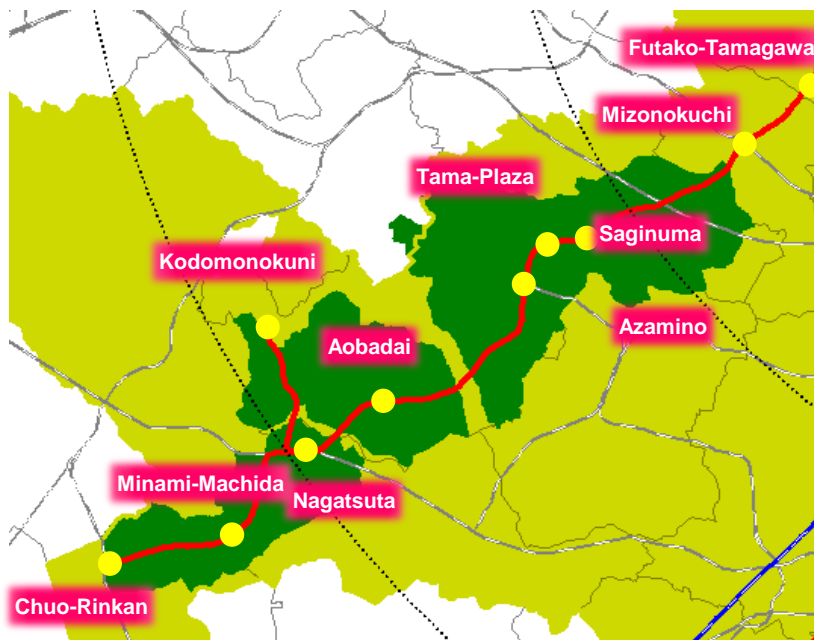 Futako-Tamagawa
Mizonokuchi
Tama-Plaza
Saginuma
Kodomonokuni
Azamino
Aobadai
Minami-Machida
Nagatsuta
Chuo-Rinkan